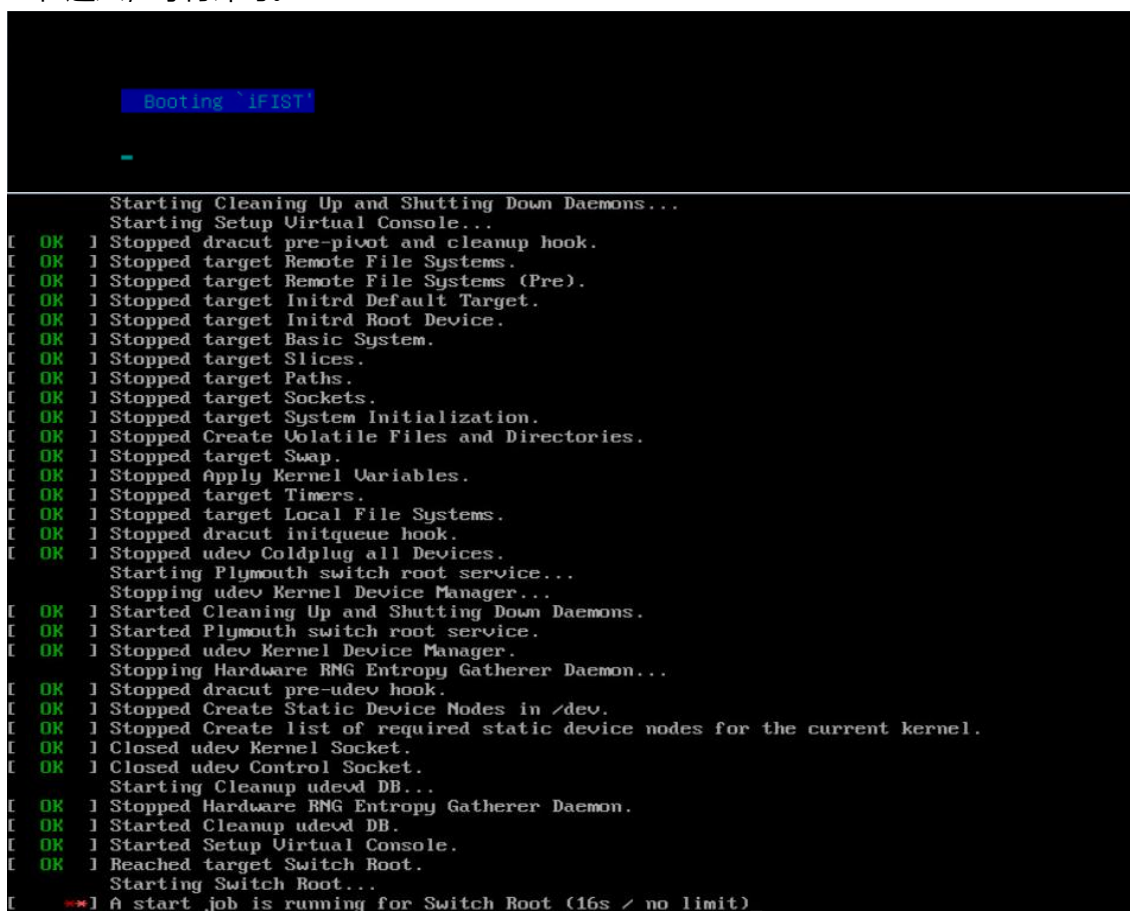 Booting `iFIST'
Starting Cleaning Up and Shutting Down Daemons...
Starting Setup Virtual Console...
[ OK ] Stopped dracut pre-pivot and cleanup hook.
[ OK ] Stopped target Remote File Systems.
[ OK ] Stopped target Remote File Systems (Pre).
[ OK ] Stopped target Initrd Default Target.
[ OK ] Stopped target Initrd Root Device.
[ OK ] Stopped target Basic System.
[ OK ] Stopped target Slices.
[ OK ] Stopped target Paths.
[ OK ] Stopped target Sockets.
[ OK ] Stopped target System Initialization.
[ OK ] Stopped Create Volatile Files and Directories.
[ OK ] Stopped target Swap.
[ OK ] Stopped Apply Kernel Variables.
[ OK ] Stopped target Timers.
[ OK ] Stopped target Local File Systems.
[ OK ] Stopped dracut initqueue hook.
[ OK ] Stopped udev Coldplug all Devices.
Starting Plymouth switch root service...
Stopping udev Kernel Device Manager...
[ OK ] Started Cleaning Up and Shutting Down Daemons.
[ OK ] Started Plymouth switch root service.
[ OK ] Stopped udev Kernel Device Manager.
Stopping Hardware RNG Entropy Gatherer Daemon...
[ OK ] Stopped dracut pre-udev hook.
[ OK ] Stopped Create Static Device Nodes in /dev.
[ OK ] Stopped Create list of required static device nodes for the current kernel.
[ OK ] Closed udev Kernel Socket.
[ OK ] Closed udev Control Socket.
Starting Cleanup udevd DB...
[ OK ] Stopped Hardware RNG Entropy Gatherer Daemon.
[ OK ] Started Cleanup udevd DB.
[ OK ] Started Setup Virtual Console.
[ OK ] Reached target Switch Root.
Starting Switch Root...
[ **] A start job is running for Switch Root (16s / no limit)